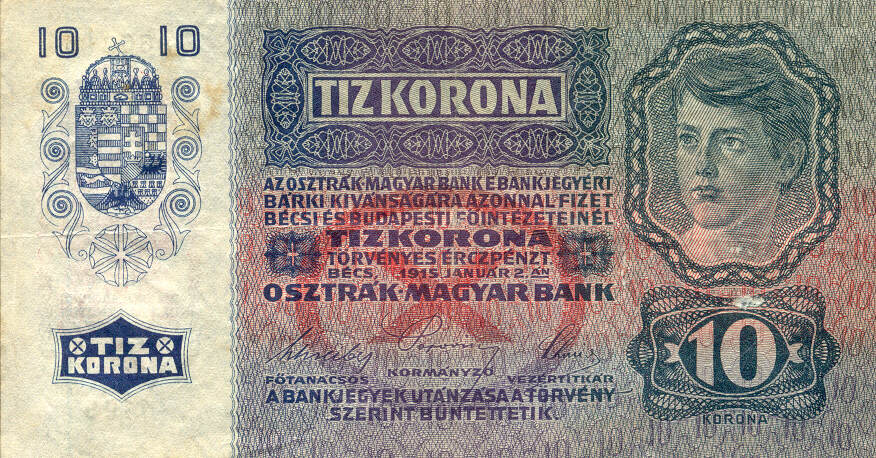 10 10
TIZ KORONA
TIZ KORONA
AZ OSZTRÁK-MAGYAR BANK E BANKJEGYÉRT
BÁRKI KIVÁNSÁGÁRA AZONNAL FIZET
BÉCSI ÉS BUDAPESTI FŐINTÉZETEINÉL
TIZ KORONA
TÖRVÉNYES ÉRCZPÉNZT.
BÉCS, 1915. JANUÁR 2.-ÁN
OSZTRÁK-MAGYAR BANK
FŐTANÁCSOS KORMÁNYZÓ VEZÉRTITKÁR
A BANKJEGYEK UTÁNZÁSA A TÖRVÉNY
SZERINT BÜNTETTETIK.
10
KORONA